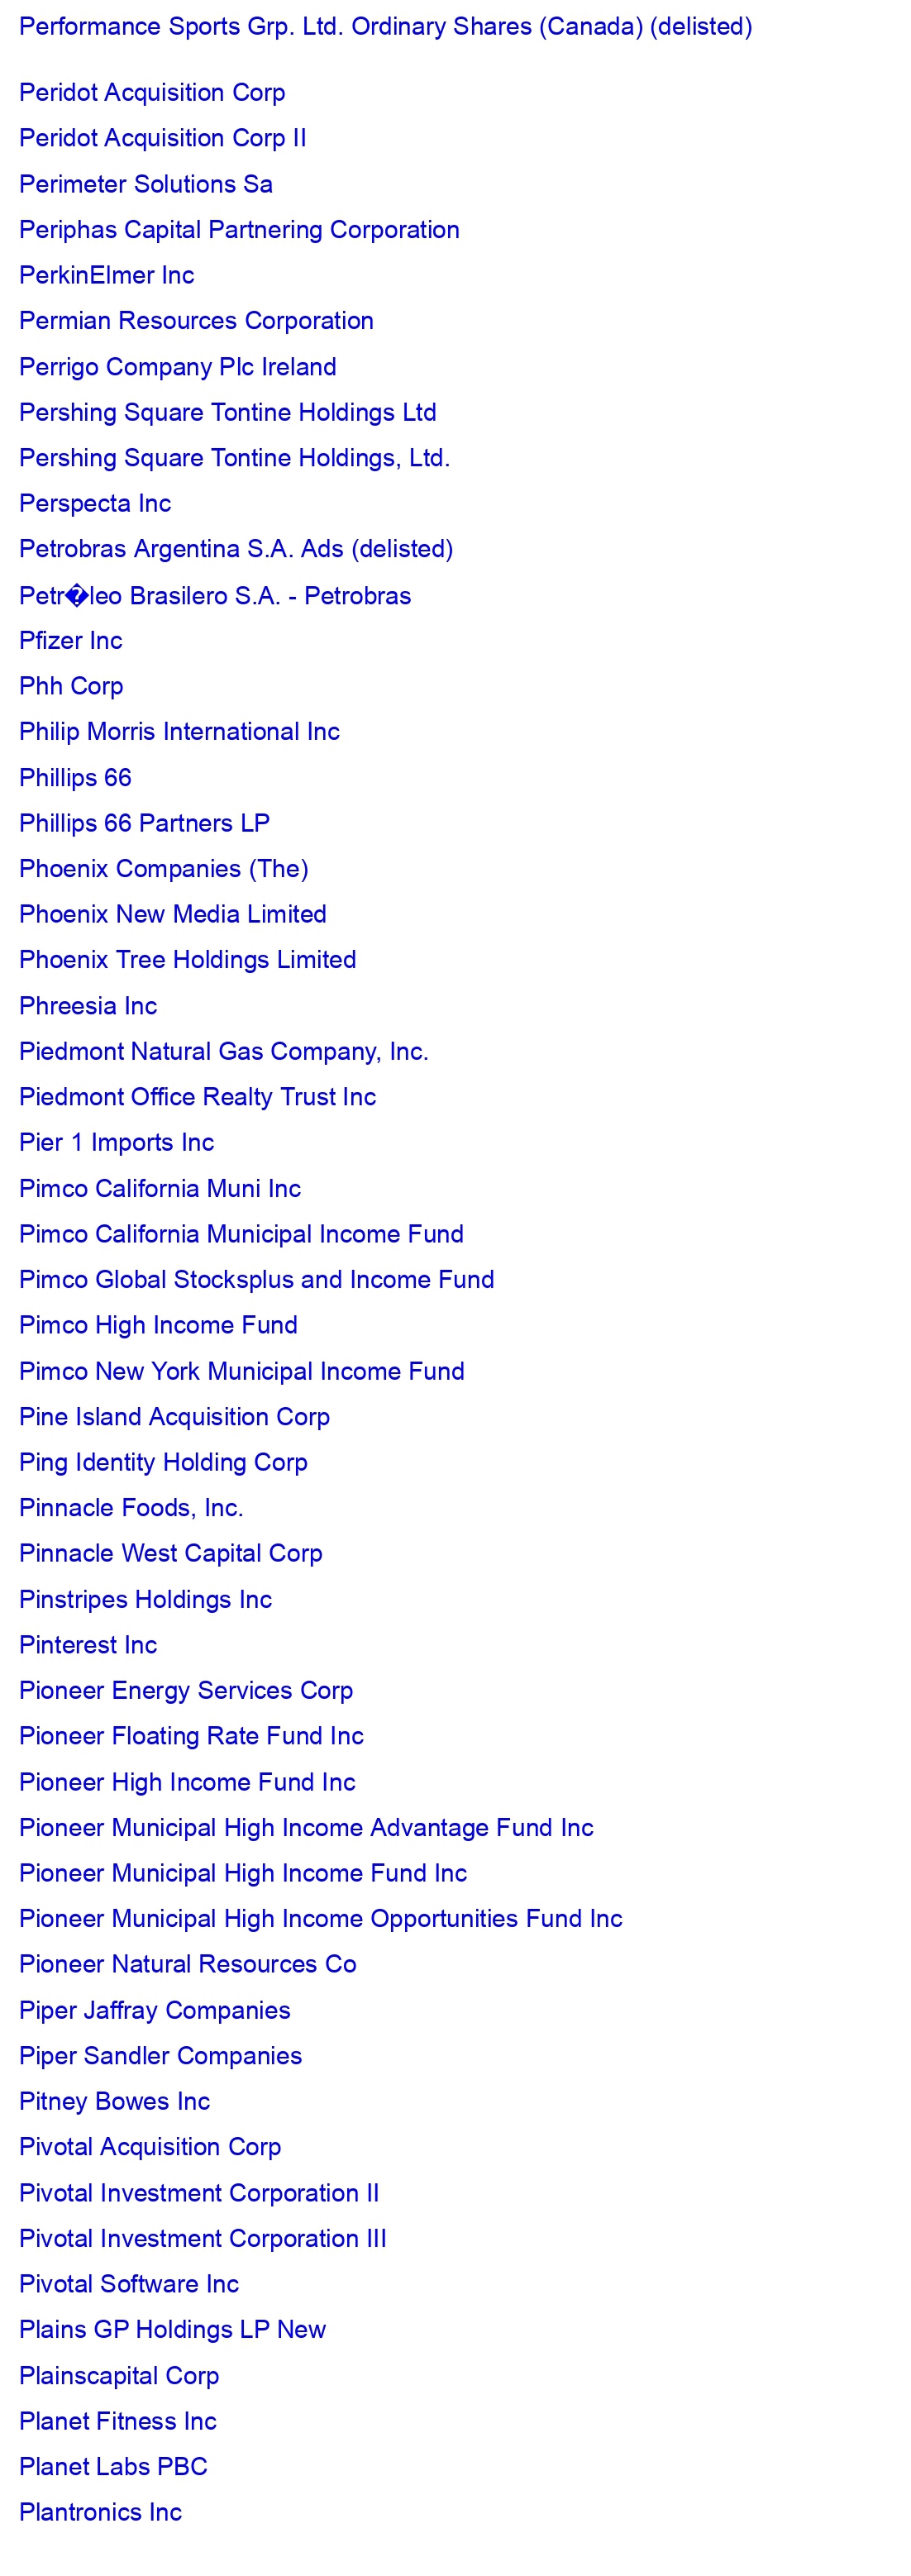 Performance Sports Grp. Ltd. Ordinary Shares (Canada) (delisted)
Peridot Acquisition Corp
Peridot Acquisition Corp II
Perimeter Solutions Sa
Periphas Capital Partnering Corporation
PerkinElmer Inc
Permian Resources Corporation
Perrigo Company Plc Ireland
Pershing Square Tontine Holdings Ltd
Pershing Square Tontine Holdings, Ltd.
Perspecta Inc
Petrobras Argentina S.A. Ads (delisted)
Petr�leo Brasilero S.A. - Petrobras
Pfizer Inc
Phh Corp
Philip Morris International Inc
Phillips 66
Phillips 66 Partners LP
Phoenix Companies (The)
Phoenix New Media Limited
Phoenix Tree Holdings Limited
Phreesia Inc
Piedmont Natural Gas Company, Inc.
Piedmont Office Realty Trust Inc
Pier 1 Imports Inc
Pimco California Muni Inc
Pimco California Municipal Income Fund
Pimco Global Stocksplus and Income Fund
Pimco High Income Fund
Pimco New York Municipal Income Fund
Pine Island Acquisition Corp
Ping Identity Holding Corp
Pinnacle Foods, Inc.
Pinnacle West Capital Corp
Pinstripes Holdings Inc
Pinterest Inc
Pioneer Energy Services Corp
Pioneer Floating Rate Fund Inc
Pioneer High Income Fund Inc
Pioneer Municipal High Income Advantage Fund Inc
Pioneer Municipal High Income Fund Inc
Pioneer Municipal High Income Opportunities Fund Inc
Pioneer Natural Resources Co
Piper Jaffray Companies
Piper Sandler Companies
Pitney Bowes Inc
Pivotal Acquisition Corp
Pivotal Investment Corporation II
Pivotal Investment Corporation III
Pivotal Software Inc
Plains GP Holdings LP New
Plainscapital Corp
Planet Fitness Inc
Planet Labs PBC
Plantronics Inc